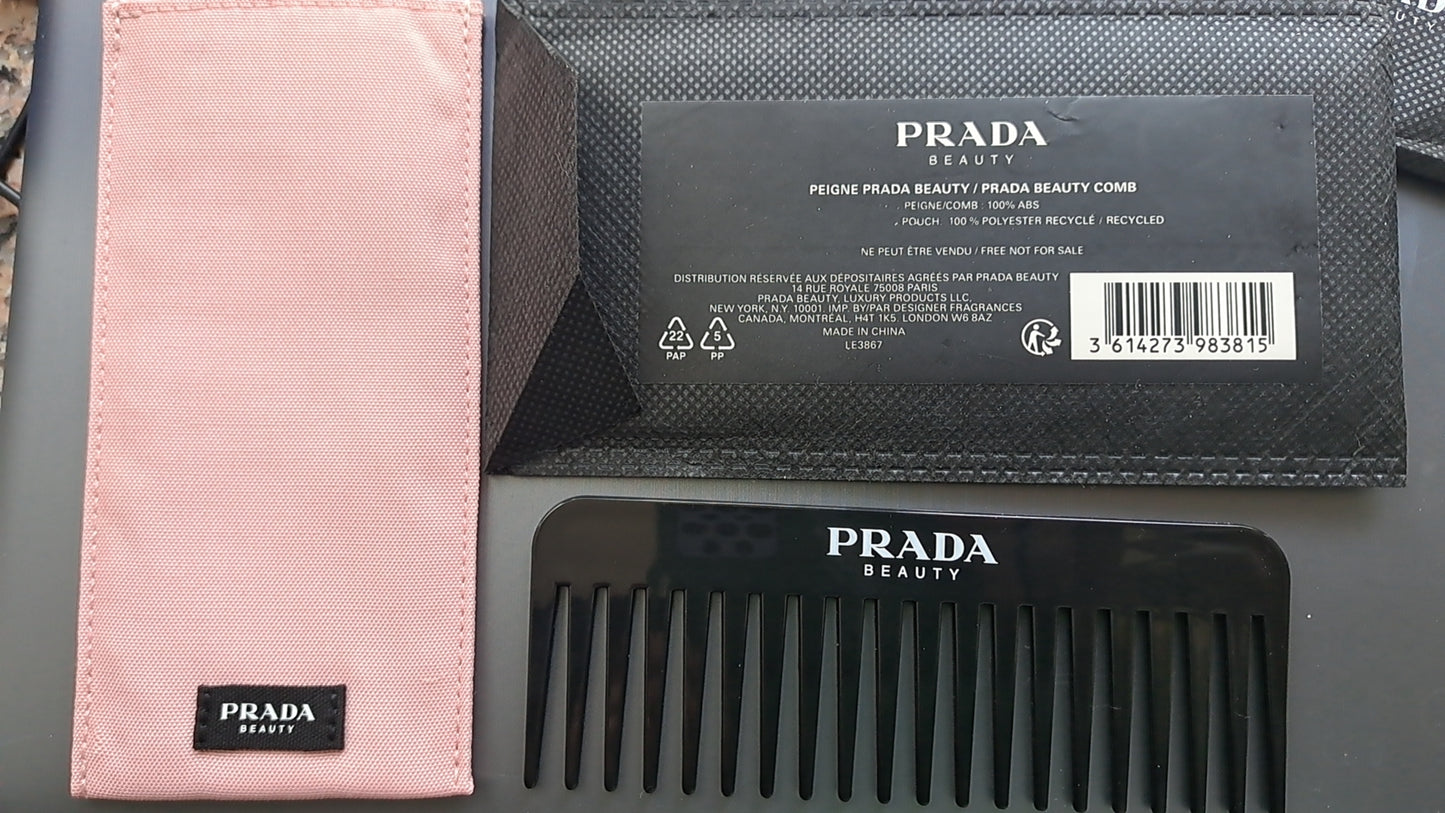 PRADA
BEAUTY
PEIGNE PRADA BEAUTY / PRADA BEAUTY COMB
PEIGNE/COMB : 100% ABS
POUCH: 100 % POLYESTER RECYCLÉ / RECYCLED
NE PEUT ÊTRE VENDU / FREE NOT FOR SALE
DISTRIBUTION RÉSERVÉE AUX DÉPOSITAIRES AGRÉÉS PAR PRADA BEAUTY
14 RUE ROYALE 75008 PARIS
PRADA BEAUTY, LUXURY PRODUCTS LLC,
NEW YORK, N.Y. 10001. IMP. BY/PAR DESIGNER FRAGRANCES
CANADA, MONTRÉAL, H4T 1K5. LONDON W6 8AZ
MADE IN CHINA
LE3867
22
PAP
5
PP
3 614273 983815
PRADA
BEAUTY
PRADA
BEAUTY